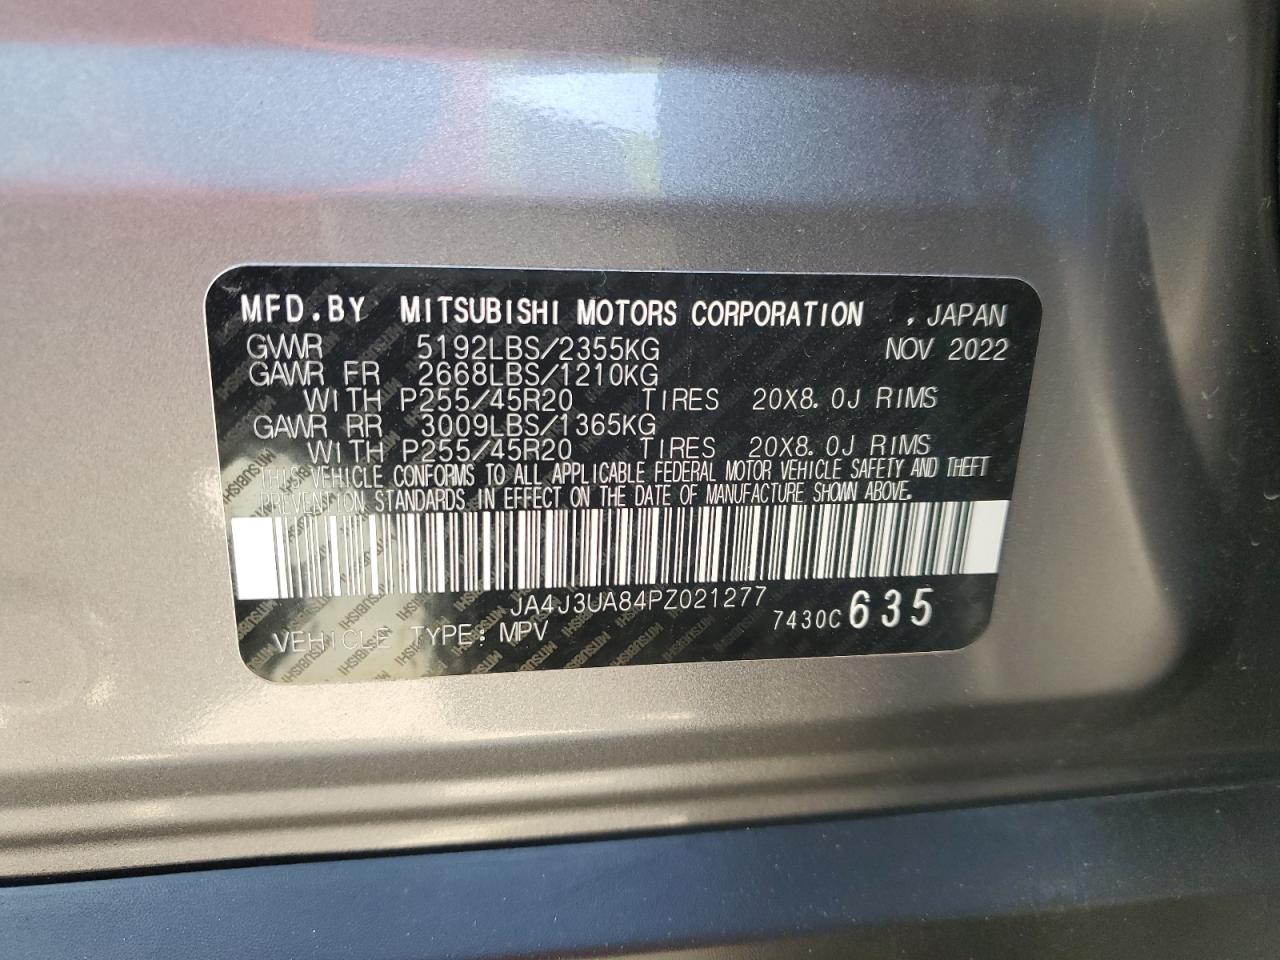 MFD.BY MITSUBISHI MOTORS CORPORATION , JAPAN
GVWR 5192LBS/2355KG NOV 2022
GAWR FR 2668LBS/1210KG
WITH P255/45R20 TIRES 20X8.0J RIMS
GAWR RR 3009LBS/1365KG
WITH P255/45R20 TIRES 20X8.0J RIMS
THIS VEHICLE CONFORMS TO ALL APPLICABLE FEDERAL MOTOR VEHICLE SAFETY AND THEFT
PREVENTION STANDARDS IN EFFECT ON THE DATE OF MANUFACTURE SHOWN ABOVE.
JA4J3UA84PZ021277
7430C 635
VEHICLE TYPE: MPV